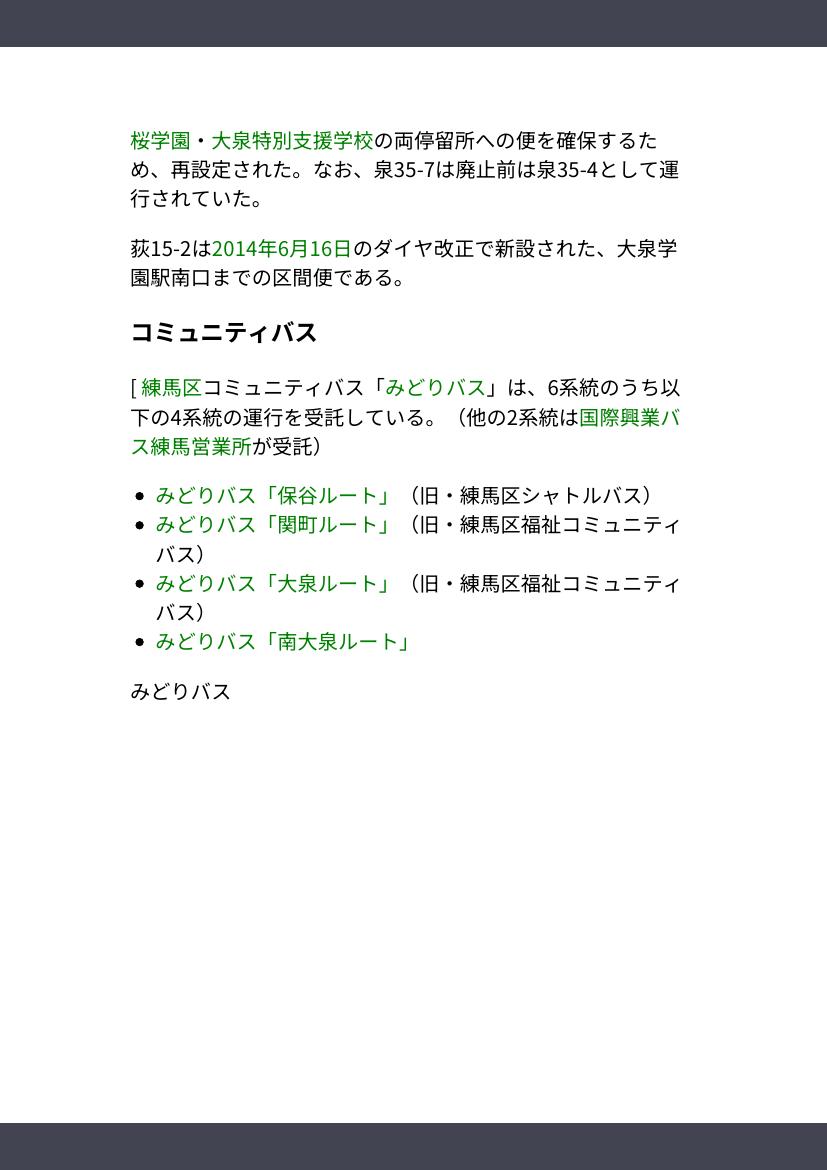 桜学園・大泉特別支援学校の両停留所への便を確保するた
め、再設定された。なお、泉35-7は廃止前は泉35-4として運
行されていた。
荻15-2は2014年6月16日のダイヤ改正で新設された、大泉学
園駅南口までの区間便である。
コミュニティバス
[ 練馬区コミュニティバス「みどりバス」は、6系統のうち以
下の4系統の運行を受託している。（他の2系統は国際興業バ
ス練馬営業所が受託）
● みどりバス「保谷ルート」（旧・練馬区シャトルバス）
● みどりバス「関町ルート」（旧・練馬区福祉コミュニティ
バス）
● みどりバス「大泉ルート」（旧・練馬区福祉コミュニティ
バス）
● みどりバス「南大泉ルート」
みどりバス